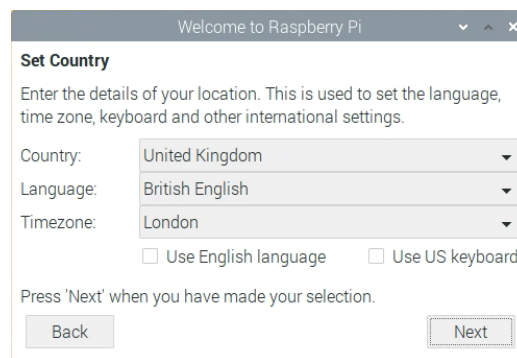 Welcome to Raspberry Pi
Set Country
Enter the details of your location. This is used to set the language,
time zone, keyboard and other international settings.
Country: United Kingdom
Language: British English
Timezone: London
Use English language Use US keyboard
Press 'Next' when you have made your selection.
Back Next